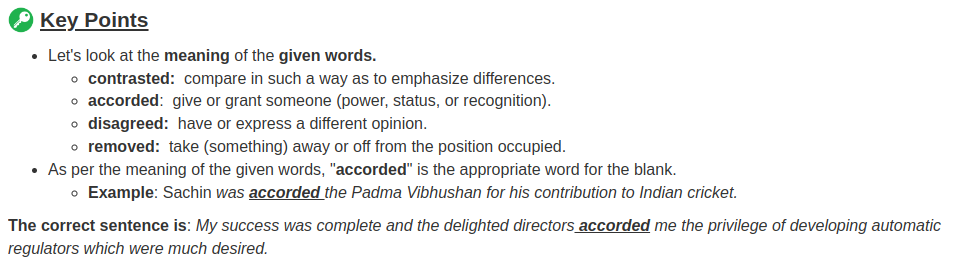 Key Points
Let's look at the meaning of the given words.
contrasted: compare in such a way as to emphasize differences.
accorded: give or grant someone (power, status, or recognition).
disagreed: have or express a different opinion.
removed: take (something) away or off from the position occupied.
As per the meaning of the given words, "accorded" is the appropriate word for the blank.
Example: Sachin was accorded the Padma Vibhushan for his contribution to Indian cricket.
The correct sentence is: My success was complete and the delighted directors accorded me the privilege of developing automatic
regulators which were much desired.